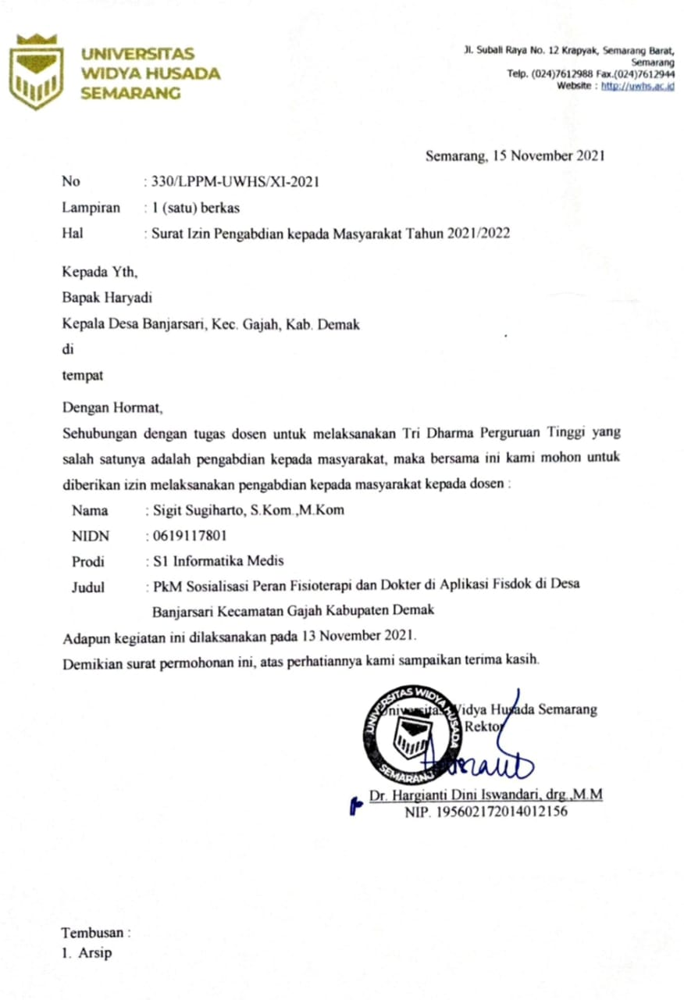 UNIVERSITAS
WIDYA HUSADA
SEMARANG
Jl. Subali Raya No. 12 Krapyak, Semarang Barat,
Semarang
Telp. (024)7612988 Fax.(024)7612944
Website : http://uwhs.ac.id
Semarang, 15 November 2021
No : 330/LPPM-UWHS/XI-2021
Lampiran : 1 (satu) berkas
Hal : Surat Izin Pengabdian kepada Masyarakat Tahun 2021/2022
Kepada Yth,
Bapak Haryadi
Kepala Desa Banjarsari, Kec. Gajah, Kab. Demak
di
tempat
Dengan Hormat,
Sehubungan dengan tugas dosen untuk melaksanakan Tri Dharma Perguruan Tinggi yang
salah satunya adalah pengabdian kepada masyarakat, maka bersama ini kami mohon untuk
diberikan izin melaksanakan pengabdian kepada masyarakat kepada dosen :
Nama : Sigit Sugiharto, S.Kom.,M.Kom
NIDN : 0619117801
Prodi : S1 Informatika Medis
Judul : PkM Sosialisasi Peran Fisioterapi dan Dokter di Aplikasi Fisdok di Desa
Banjarsari Kecamatan Gajah Kabupaten Demak
Adapun kegiatan ini dilaksanakan pada 13 November 2021.
Demikian surat permohonan ini, atas perhatiannya kami sampaikan terima kasih.
Universitas Widya Husada Semarang
Rektor
UNIVERSITAS WIDYA HUSADA
SEMARANG
Dr. Hargianti Dini Iswandari, drg.,M.M
NIP. 195602172014012156
Tembusan :
1. Arsip